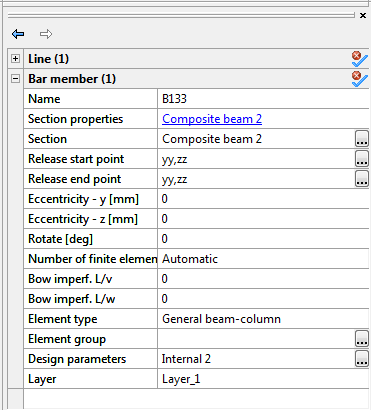 Line (1)
Bar member (1)
Name B133
Section properties Composite beam 2
Section Composite beam 2 ...
Release start point yy,zz ...
Release end point yy,zz ...
Eccentricity - y [mm] 0
Eccentricity - z [mm] 0
Rotate [deg] 0
Number of finite elemen Automatic
Bow imperf. L/v 0
Bow imperf. L/w 0
Element type General beam-column
Element group ...
Design parameters Internal 2 ...
Layer Layer_1